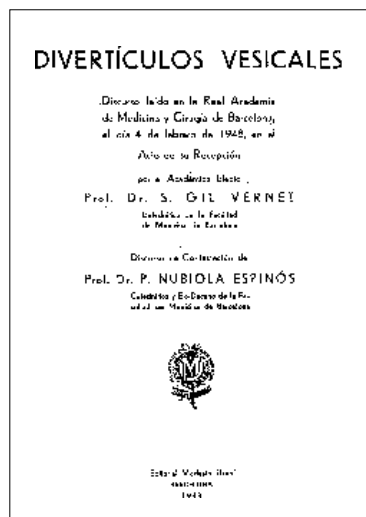 DIVERTÍCULOS VESICALES
Discurso leído en la Real Academia
de Medicina y Cirugía de Barcelona,
el día 4 de febrero de 1948, en el
Acto de su Recepción
por el Académico Electo
Prof. Dr. S. GIL VERNET
Catedrático de la Facultad
de Medicina de Barcelona
Discurso de Contestación de
Prof. Dr. P. NUBIOLA ESPINÓS
Catedrático y Ex-Decano de la Fa-
cultad de Medicina de Barcelona
Editorial
BARCELONA